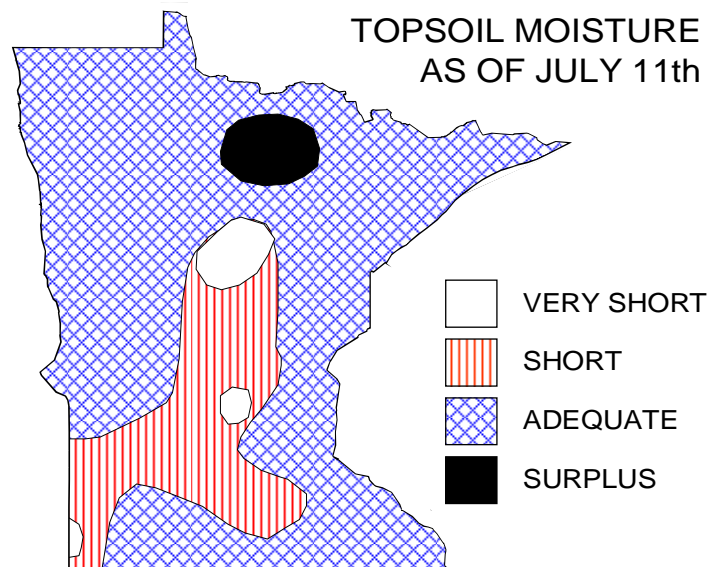 TOPSOIL MOISTURE
AS OF JULY 11th
VERY SHORT
SHORT
ADEQUATE
SURPLUS